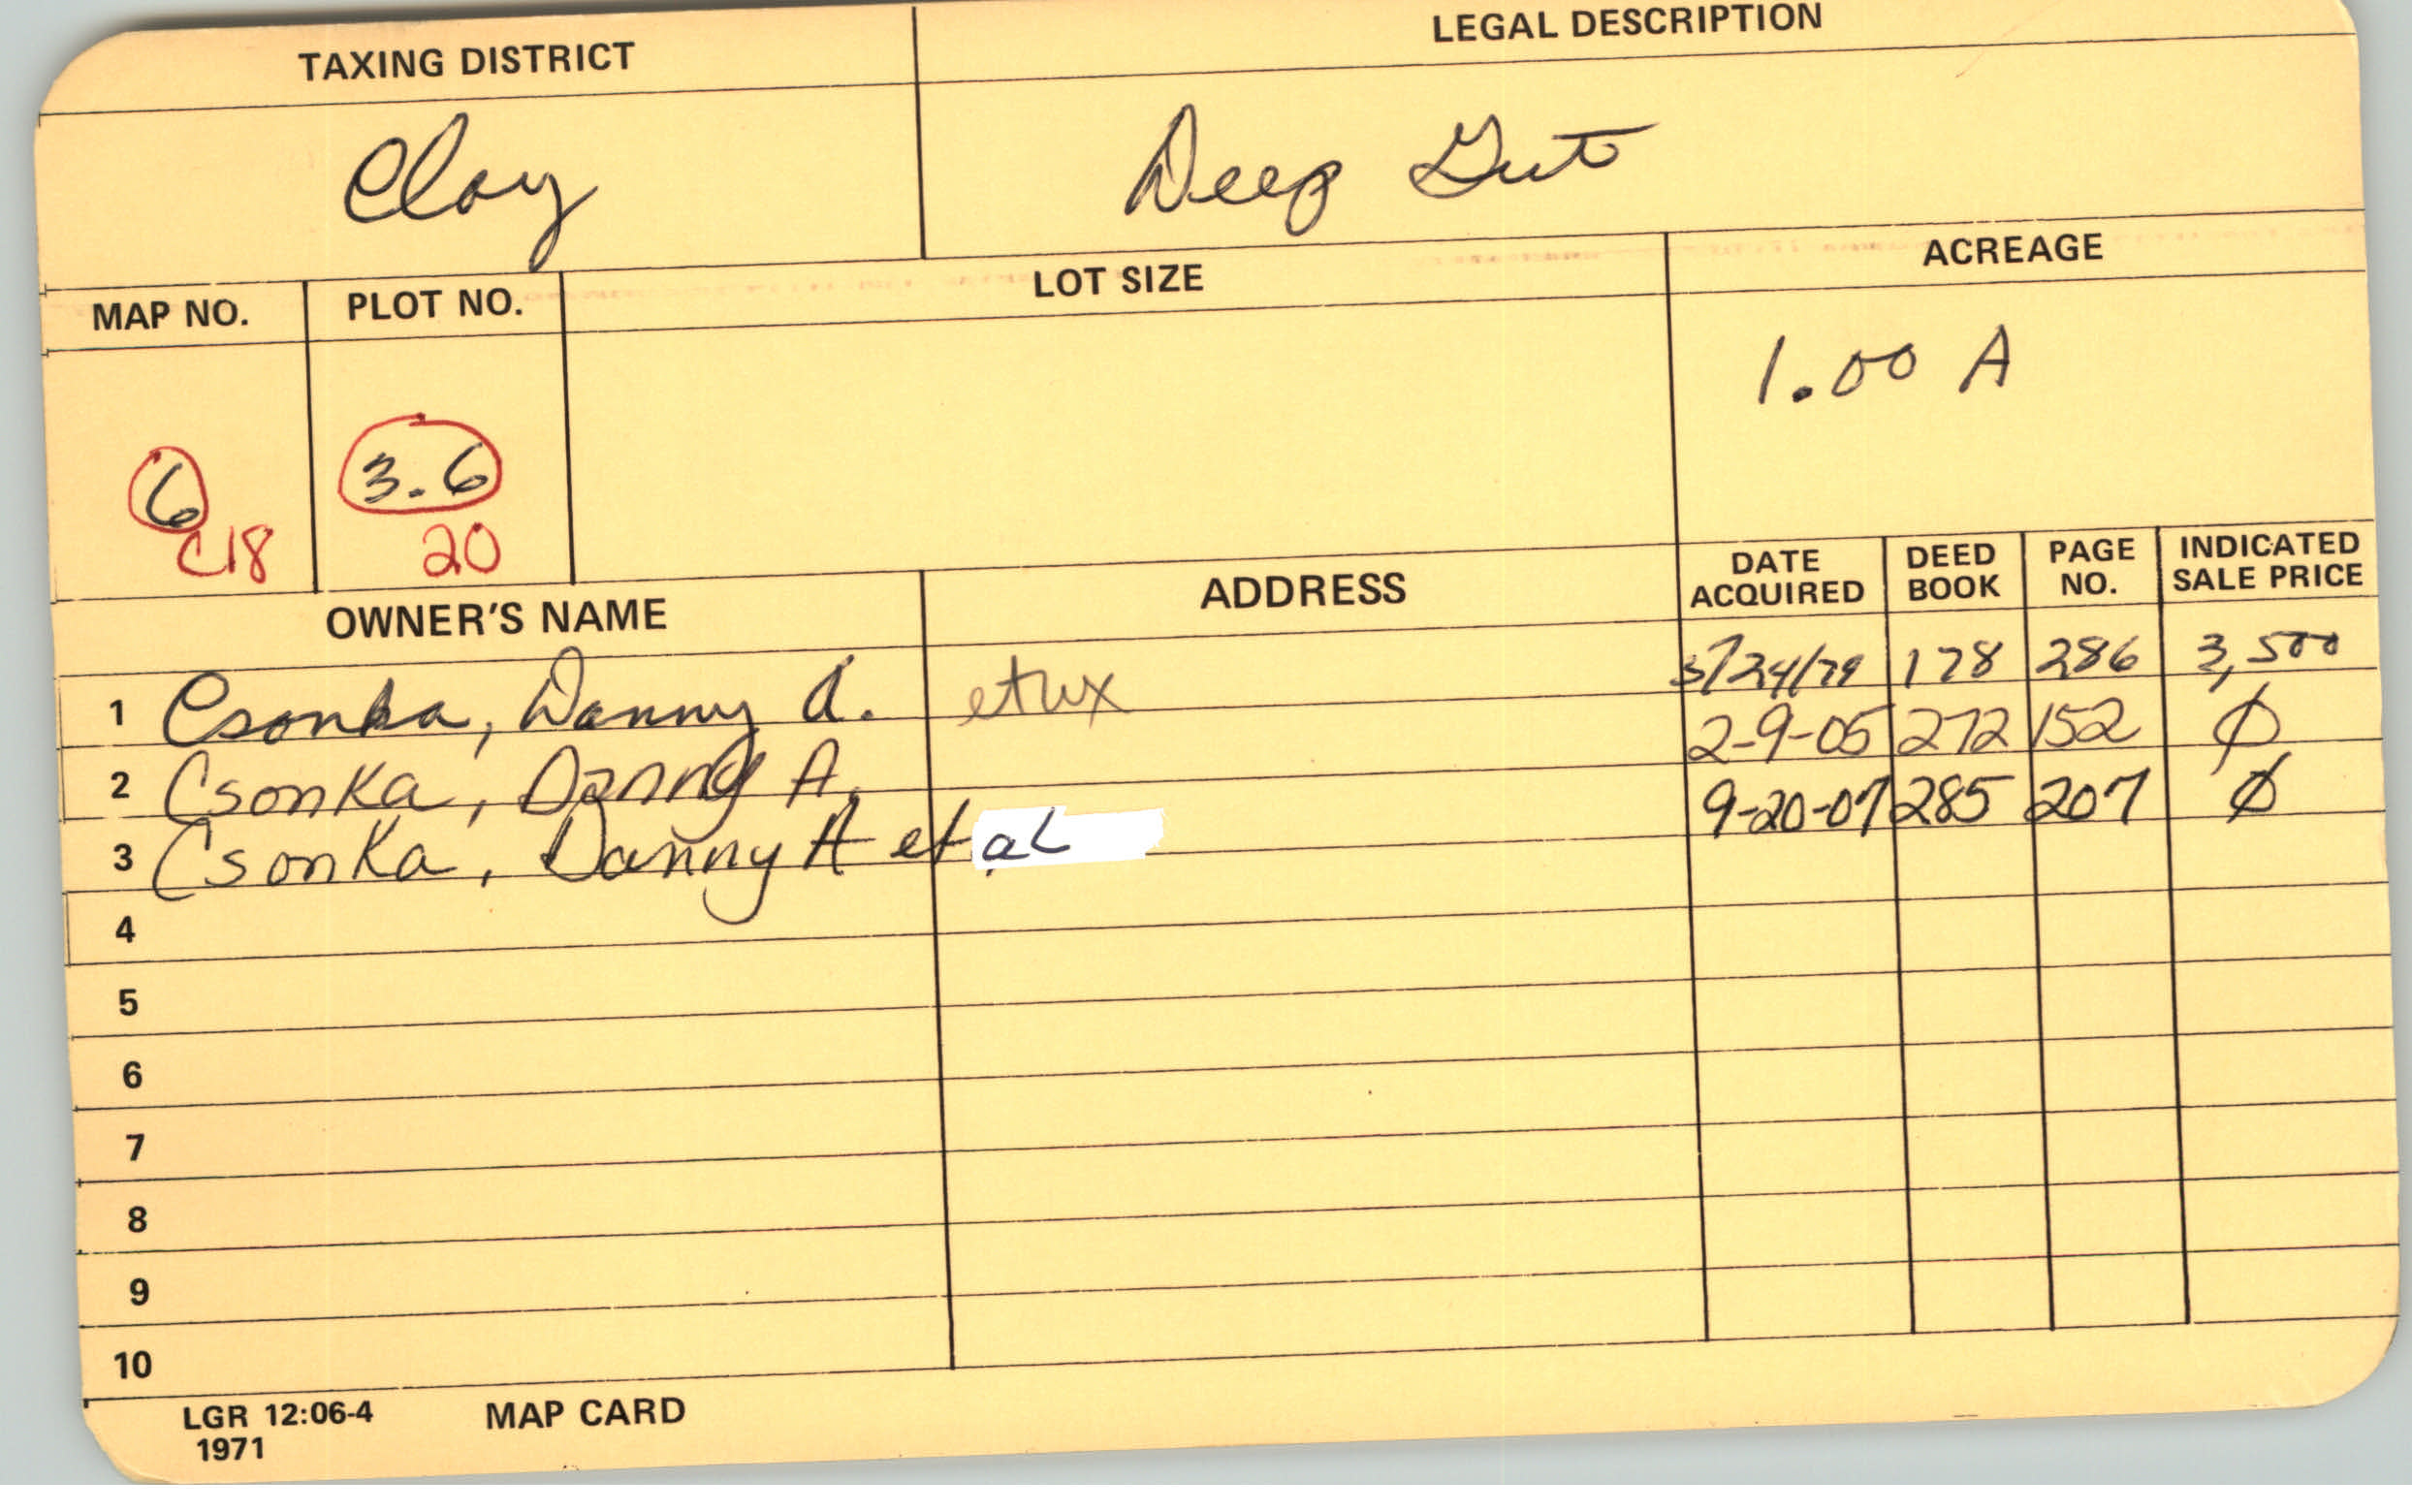 TAXING DISTRICT LEGAL DESCRIPTION
Clay Deep Gut
MAP NO. PLOT NO. LOT SIZE ACREAGE
1.00 A
6 3.6
C18 20
OWNER'S NAME ADDRESS DATE ACQUIRED DEED BOOK PAGE NO. INDICATED SALE PRICE
1 Csonka, Danny A. etux 5/24/79 178 286 3,500
2 Csonka, Danny A. 2-9-05 272 152 Ø
3 Csonka, Danny A et al 9-20-07 285 207 Ø
4
5
6
7
8
9
10
LGR 12:06-4 MAP CARD
1971